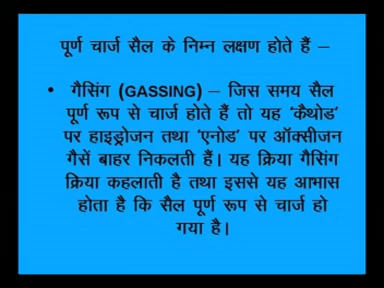 पूर्ण चार्ज सैल के निम्न लक्षण होते हैं –
• गैसिंग (GASSING) – जिस समय सैल
पूर्ण रूप से चार्ज होते हैं तो यह ‘कैथोड’
पर हाइड्रोजन तथा ‘एनोड’ पर ऑक्सीजन
गैसें बाहर निकलती हैं। यह क्रिया गैसिंग
क्रिया कहलाती है तथा इससे यह आभास
होता है कि सैल पूर्ण रूप से चार्ज हो
गया है।